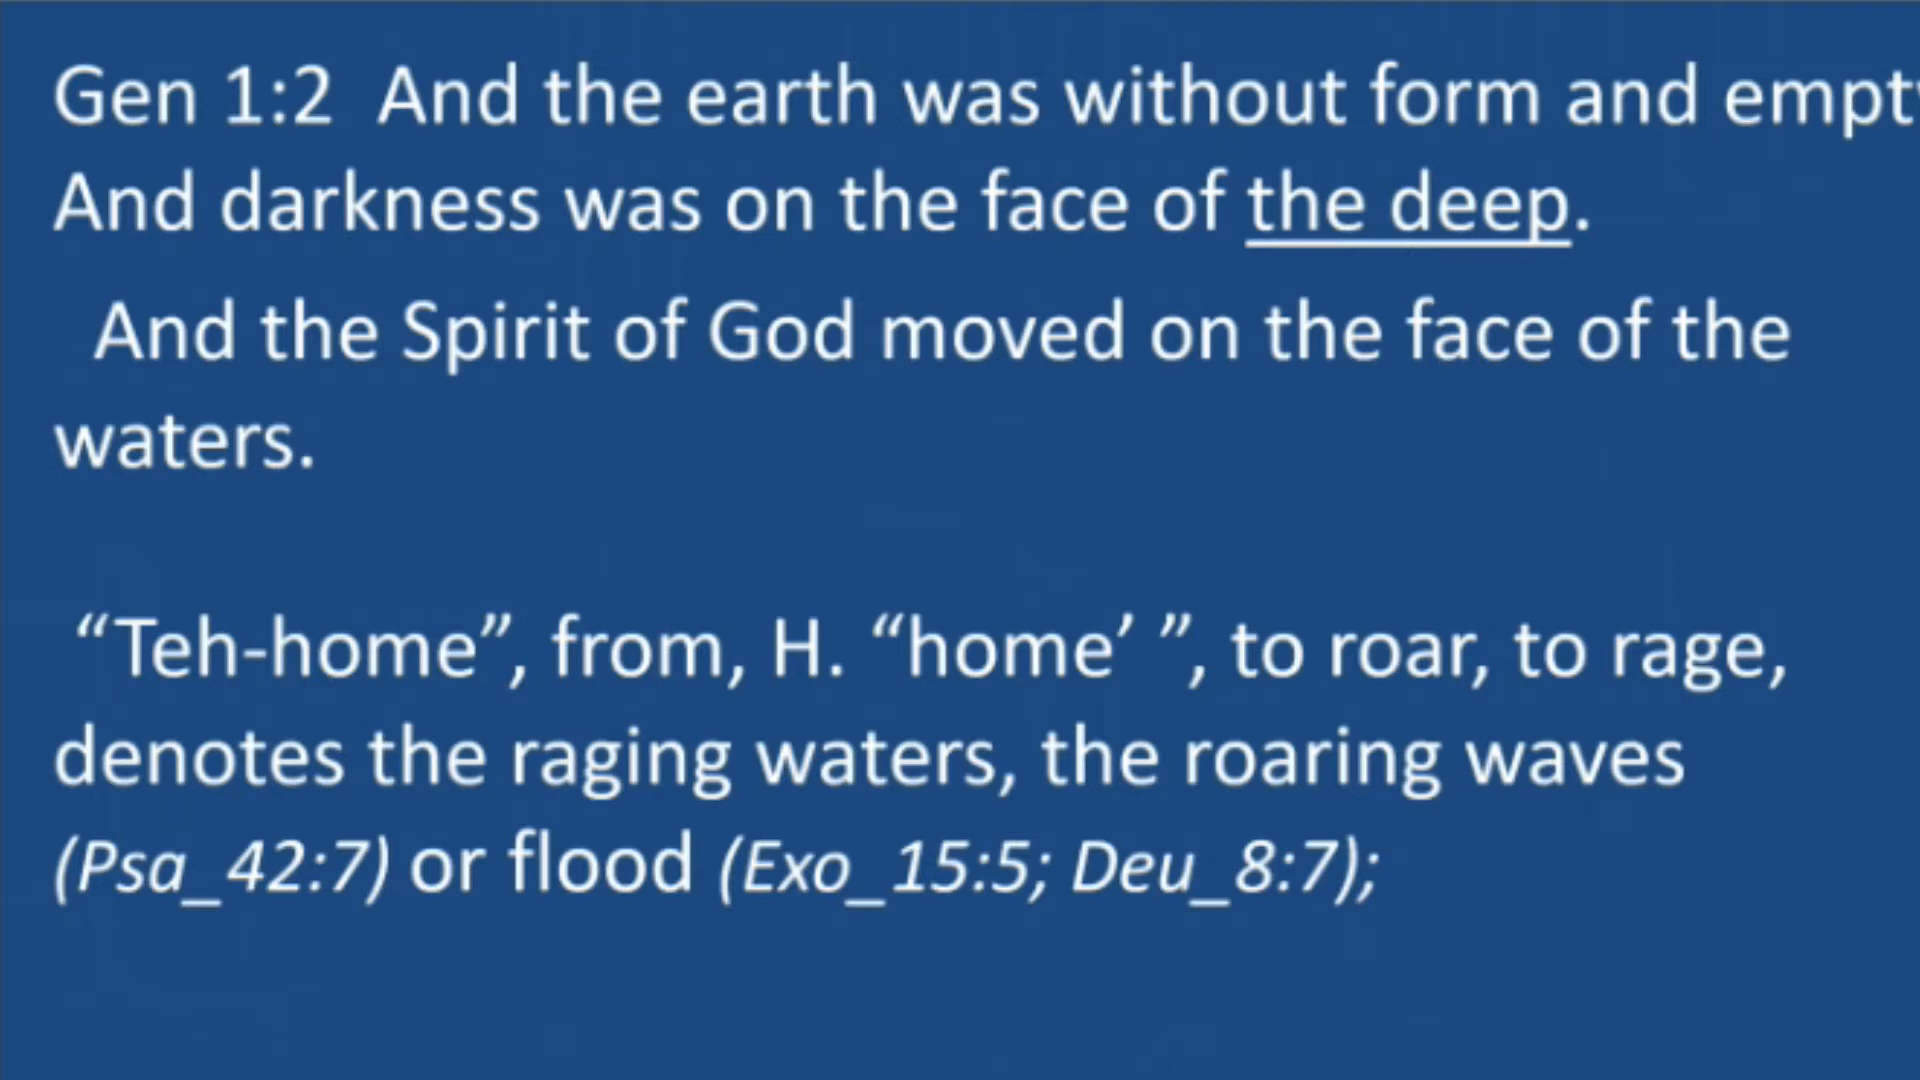 Gen 1:2  And the earth was without form and empty
And darkness was on the face of the deep.
And the Spirit of God moved on the face of the
waters.
“Teh-home”, from, H. “home’ ”, to roar, to rage,
denotes the raging waters, the roaring waves
(Psa_42:7) or flood (Exo_15:5; Deu_8:7);